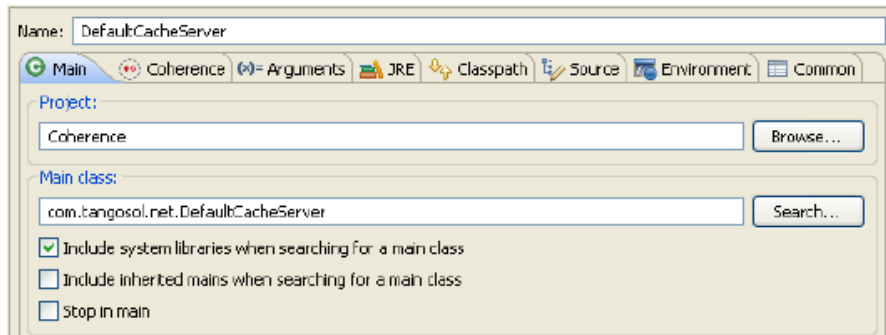 Name: DefaultCacheServer
Main Coherence (x)= Arguments JRE Classpath Source Environment Common
Project:
Coherence Browse...
Main class:
com.tangosol.net.DefaultCacheServer Search...
Include system libraries when searching for a main class
Include inherited mains when searching for a main class
Stop in main